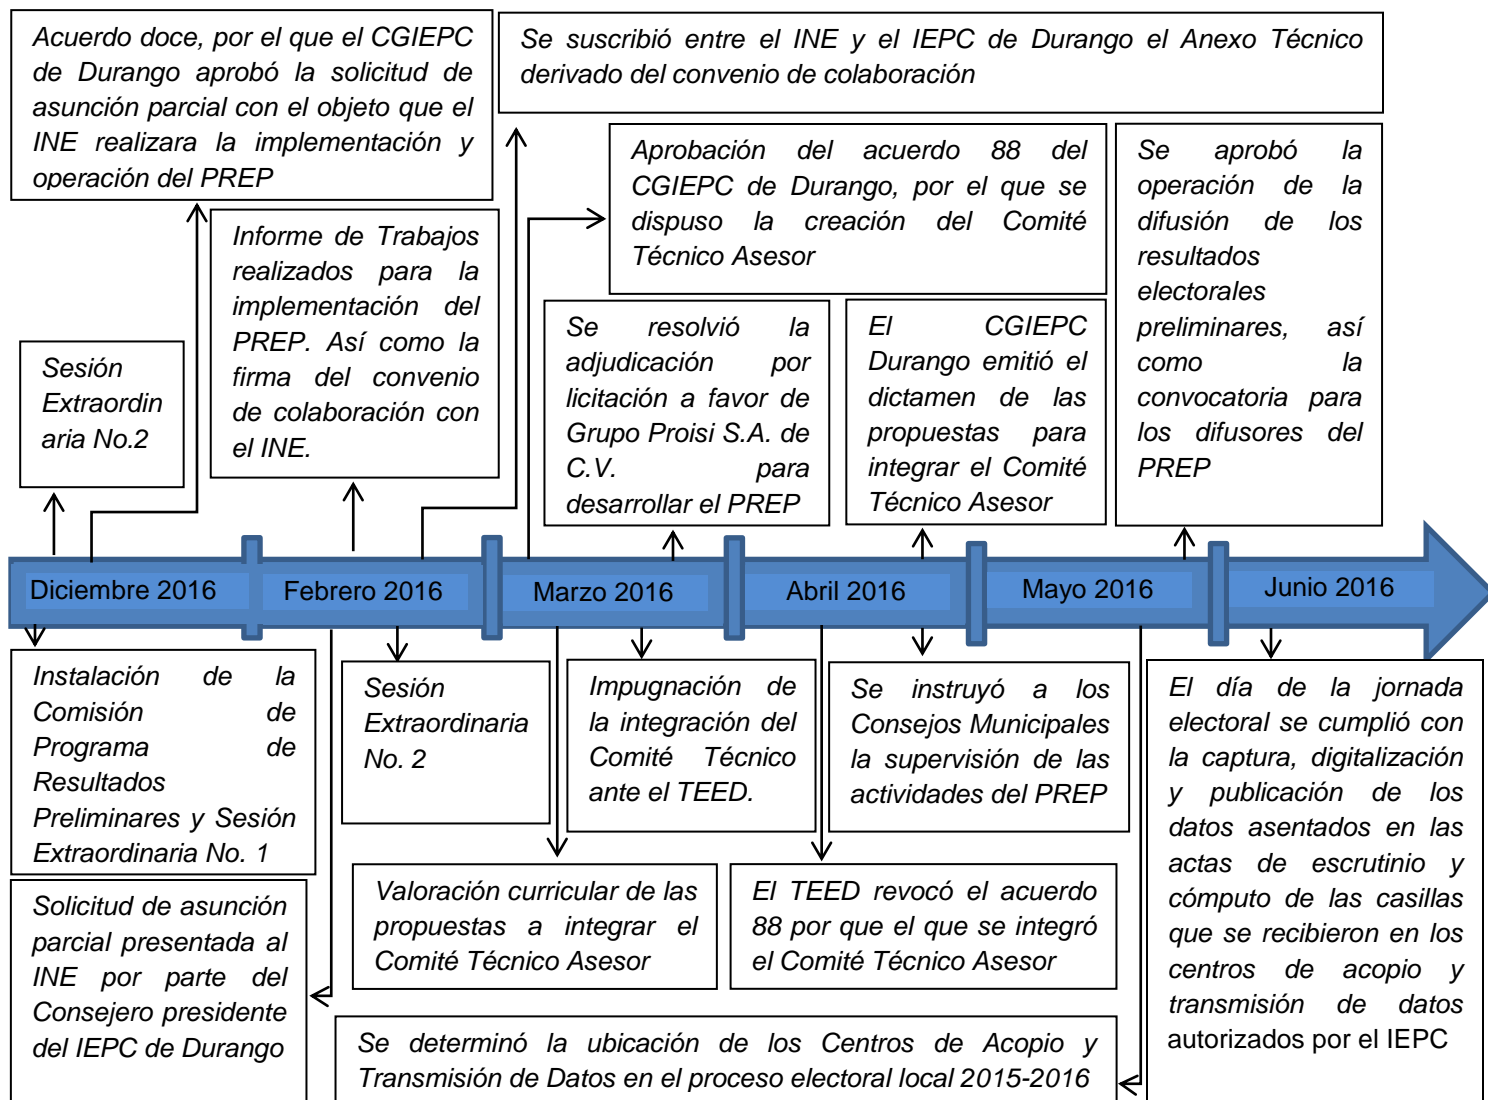 Acuerdo doce, por el que el CGIEPC
de Durango aprobó la solicitud de
asunción parcial con el objeto que el
INE realizara la implementación y
operación del PREP
Se suscribió entre el INE y el IEPC de Durango el Anexo Técnico
derivado del convenio de colaboración
Aprobación del acuerdo 88 del
CGIEPC de Durango, por el que se
dispuso la creación del Comité
Técnico Asesor
Se aprobó la
operación de la
difusión de los
resultados
electorales
preliminares, así
como la
convocatoria para
los difusores del
PREP
Informe de Trabajos
realizados para la
implementación del
PREP. Así como la
firma del convenio
de colaboración con
el INE.
Sesión
Extraordin
aria No.2
Se resolvió la
adjudicación por
licitación a favor de
Grupo Proisi S.A. de
C.V. para
desarrollar el PREP
El CGIEPC
Durango emitió el
dictamen de las
propuestas para
integrar el Comité
Técnico Asesor
Diciembre 2016
Febrero 2016
Marzo 2016
Abril 2016
Mayo 2016
Junio 2016
Instalación de la
Comisión de
Programa de
Resultados
Preliminares y Sesión
Extraordinaria No. 1
Sesión
Extraordinaria
No. 2
Impugnación de
la integración del
Comité Técnico
ante el TEED.
Se instruyó a los
Consejos Municipales
la supervisión de las
actividades del PREP
El día de la jornada
electoral se cumplió con
la captura, digitalización
y publicación de los
datos asentados en las
actas de escrutinio y
cómputo de las casillas
que se recibieron en los
centros de acopio y
transmisión de datos
autorizados por el IEPC
Solicitud de asunción
parcial presentada al
INE por parte del
Consejero presidente
del IEPC de Durango
Valoración curricular de las
propuestas a integrar el
Comité Técnico Asesor
El TEED revocó el acuerdo
88 por que el que se integró
el Comité Técnico Asesor
Se determinó la ubicación de los Centros de Acopio y
Transmisión de Datos en el proceso electoral local 2015-2016